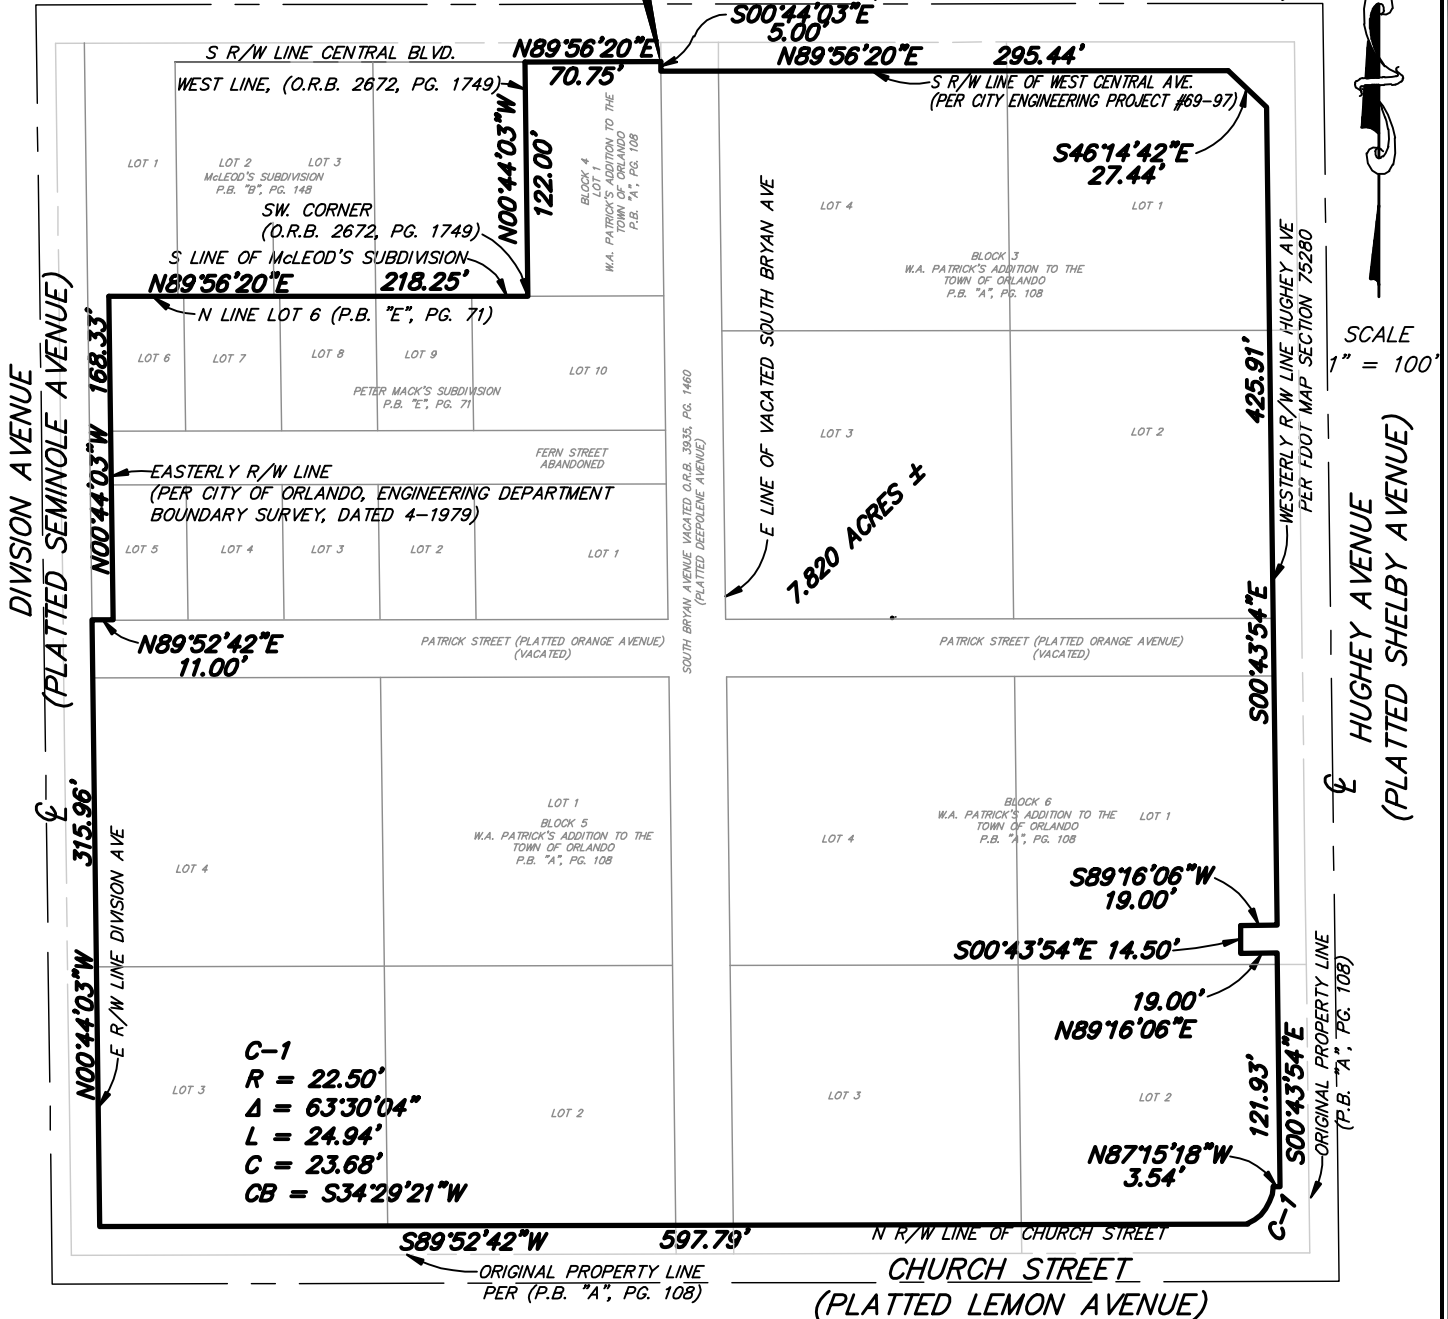 S00°44'03"E
5.00'
S R/W LINE CENTRAL BLVD.
N89°56'20"E
70.75'
N89°56'20"E 295.44'
WEST LINE, (O.R.B. 2672, PG. 1749)
S R/W LINE OF WEST CENTRAL AVE.
(PER CITY ENGINEERING PROJECT #69-97)
N00°44'03"W
122.00'
BLOCK 4
LOT 1
W.A. PATRICK'S ADDITION TO THE
TOWN OF ORLANDO
P.B. "A", PG. 108
S46°14'42"E
27.44'
LOT 1
LOT 2
LOT 3
McLEOD'S SUBDIVISION
P.B. "B", PG. 148
SW. CORNER
(O.R.B. 2672, PG. 1749)
S LINE OF McLEOD'S SUBDIVISION
N89°56'20"E 218.25'
N LINE LOT 6 (P.B. "E", PG. 71)
E LINE OF VACATED SOUTH BRYAN AVE
LOT 4
LOT 1
BLOCK 3
W.A. PATRICK'S ADDITION TO THE
TOWN OF ORLANDO
P.B. "A", PG. 108
WESTERLY R/W LINE HUGHEY AVE
PER FDOT MAP SECTION 75280
SCALE
1" = 100'
DIVISION AVENUE
(PLATTED SEMINOLE AVENUE)
N00°44'03"W 168.33'
LOT 6
LOT 7
LOT 8
LOT 9
LOT 10
PETER MACK'S SUBDIVISION
P.B. "E", PG. 71
FERN STREET
ABANDONED
EASTERLY R/W LINE
(PER CITY OF ORLANDO, ENGINEERING DEPARTMENT
BOUNDARY SURVEY, DATED 4-1979)
LOT 5
LOT 4
LOT 3
LOT 2
LOT 1
SOUTH BRYAN AVENUE VACATED O.R.B. 3935, PG. 1460
(PLATTED DEEPOLENE AVENUE)
LOT 3
LOT 2
7.820 ACRES ±
425.91'
S00°43'54"E
HUGHEY AVENUE
(PLATTED SHELBY AVENUE)
N89°52'42"E
11.00'
PATRICK STREET (PLATTED ORANGE AVENUE)
(VACATED)
PATRICK STREET (PLATTED ORANGE AVENUE)
(VACATED)
℄
℄
315.96'
N00°44'03"W
E R/W LINE DIVISION AVE
LOT 4
LOT 1
BLOCK 5
W.A. PATRICK'S ADDITION TO THE
TOWN OF ORLANDO
P.B. "A", PG. 108
LOT 4
BLOCK 6
W.A. PATRICK'S ADDITION TO THE
TOWN OF ORLANDO
P.B. "A", PG. 108
LOT 1
S89°16'06"W
19.00'
S00°43'54"E 14.50'
19.00'
N89°16'06"E
ORIGINAL PROPERTY LINE
(P.B. "A", PG. 108)
121.93'
S00°43'54"E
C-1
R = 22.50'
Δ = 63°30'04"
L = 24.94'
C = 23.68'
CB = S34°29'21"W
LOT 3
LOT 2
LOT 3
LOT 2
N87°15'18"W
3.54'
C-1
S89°52'42"W 597.79'
N R/W LINE OF CHURCH STREET
ORIGINAL PROPERTY LINE
PER (P.B. "A", PG. 108)
CHURCH STREET
(PLATTED LEMON AVENUE)